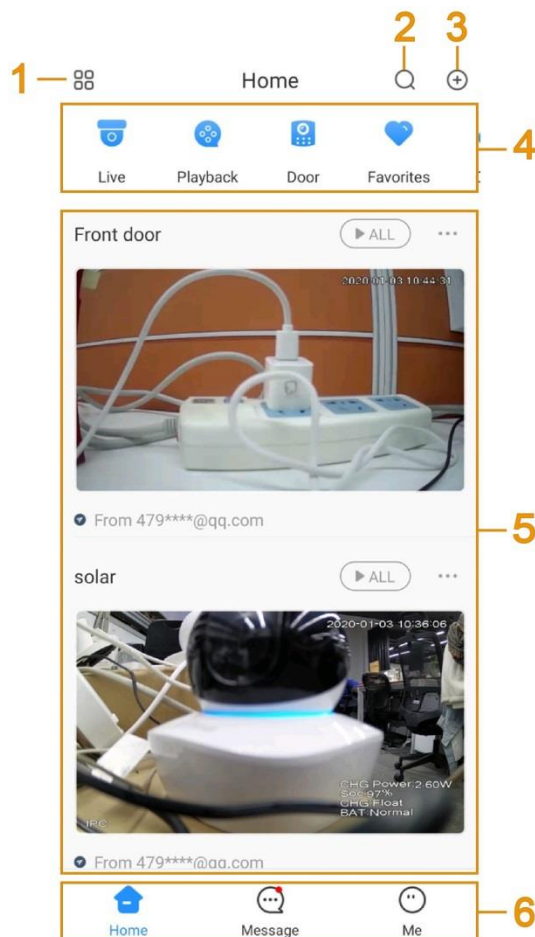 2 3
1 Home
4
Live Playback Door Favorites
Front door ALL
2020-01-03 10:44:31
From 479****@qq.com
5
solar ALL
2020-01-03 10:36:06
CHG Power:2.60W
Soc:97%
CHG:Float
BAT:Normal
IPC
From 479****@qq.com
6
Home Message Me